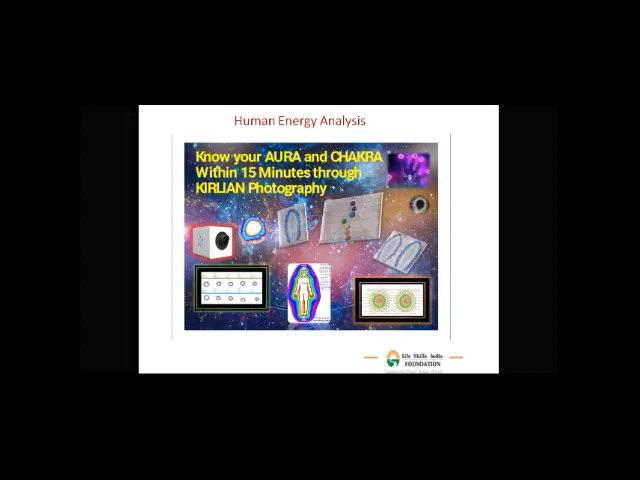 Human Energy Analysis
Know your AURA and CHAKRA
Within 15 Minutes through
KIRLIAN Photography
Life Skills India
FOUNDATION